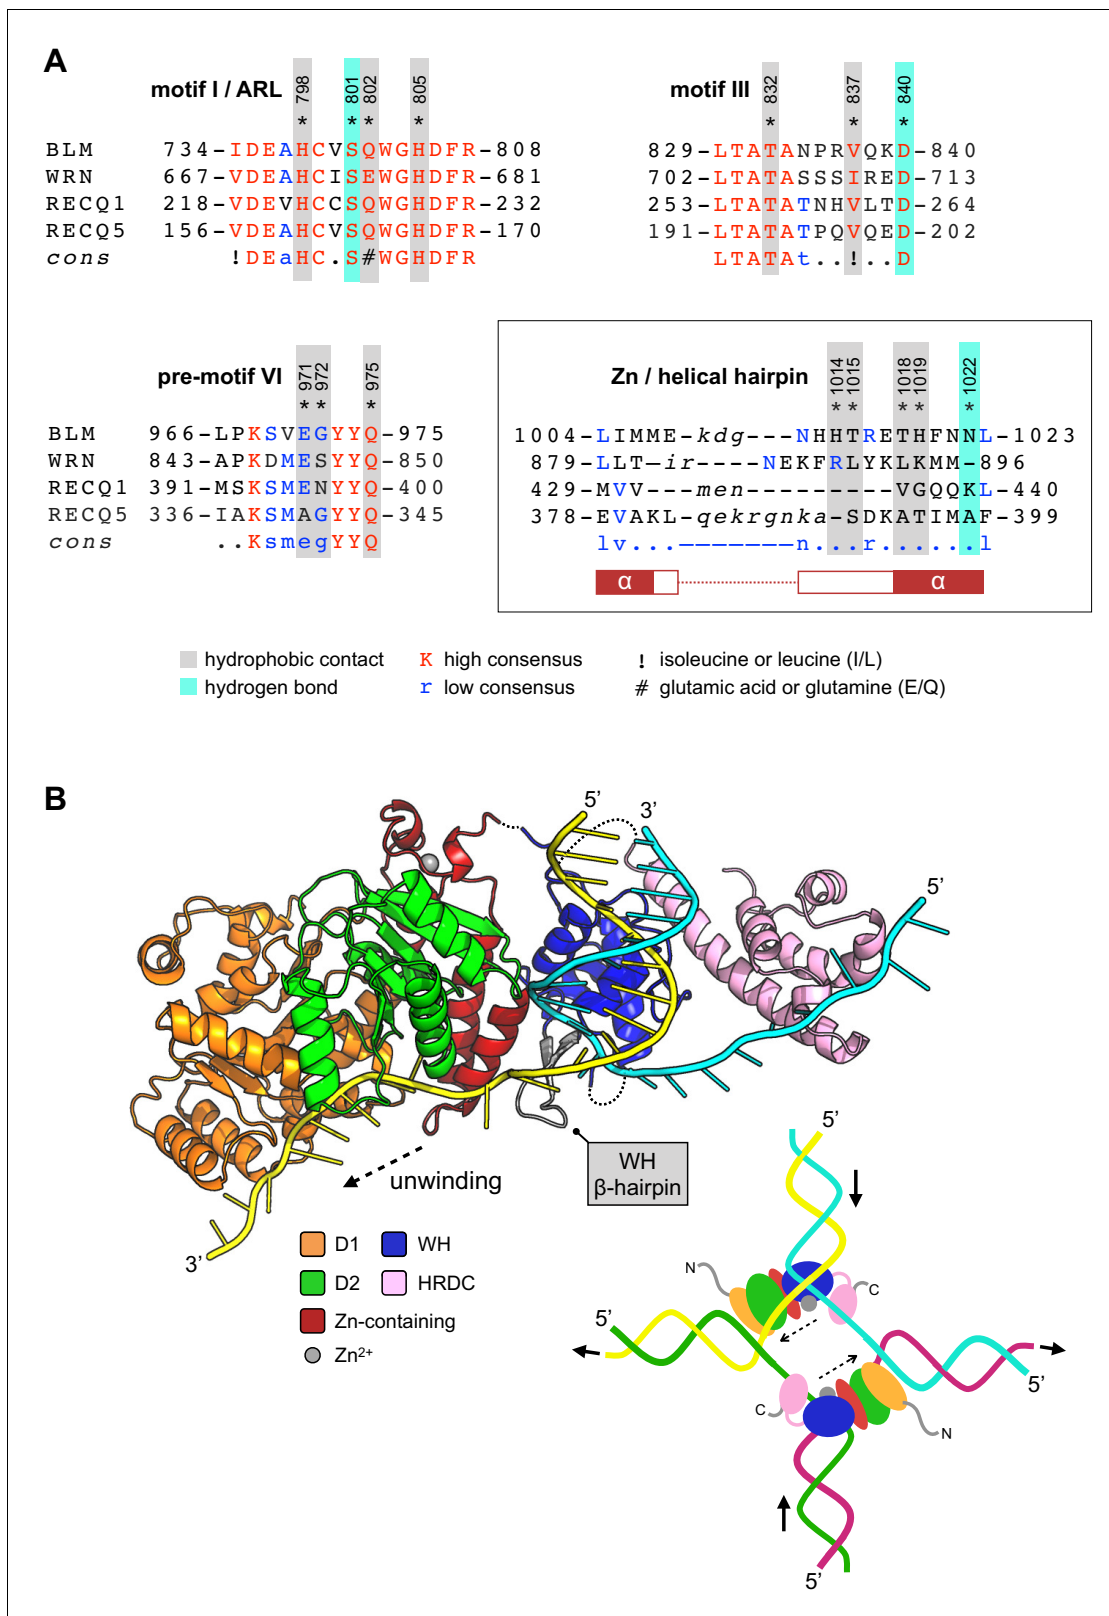 A
motif I / ARL
798 801 802 805
* * * *
BLM 734-IDEAHCVSQWGHDFR-808
WRN 667-VDEAHCISEWGHDFR-681
RECQ1 218-VDEVHCCSQWGHDFR-232
RECQ5 156-VDEAHCVSQWGHDFR-170
cons !DEaHC.S#WGHDFR
motif III
832 837 840
* * *
829-LTATANPRVQKD-840
702-LTATASSSIRED-713
253-LTATATNHVLTD-264
191-LTATATPQVQED-202
LTATAt..!..D
pre-motif VI
971 972 975
* * *
BLM 966-LPKSVEGYYQ-975
WRN 843-APKDMESYYQ-850
RECQ1 391-MSKSMENYYQ-400
RECQ5 336-IAKSMAGYYQ-345
cons ..KsmegYYQ
Zn / helical hairpin
1014 1015 1018 1019 1022
* * * * *
1004-LIMME-kdg---NHHTRETHFNNL-1023
879-LLT-ir----NEKFRLYKLKMM-896
429-MVV---men---------VGQQKL-440
378-EVAKL-qekrgnka-SDKATIMAF-399
lv...-------n...r......l
α α
hydrophobic contact
K high consensus
! isoleucine or leucine (I/L)
hydrogen bond
r low consensus
# glutamic acid or glutamine (E/Q)
B
5’
3’
5’
unwinding
3’
WH
β-hairpin
D1 WH
D2 HRDC
Zn-containing
Zn2+
5’
N
C
5’
5’
C
N
5’